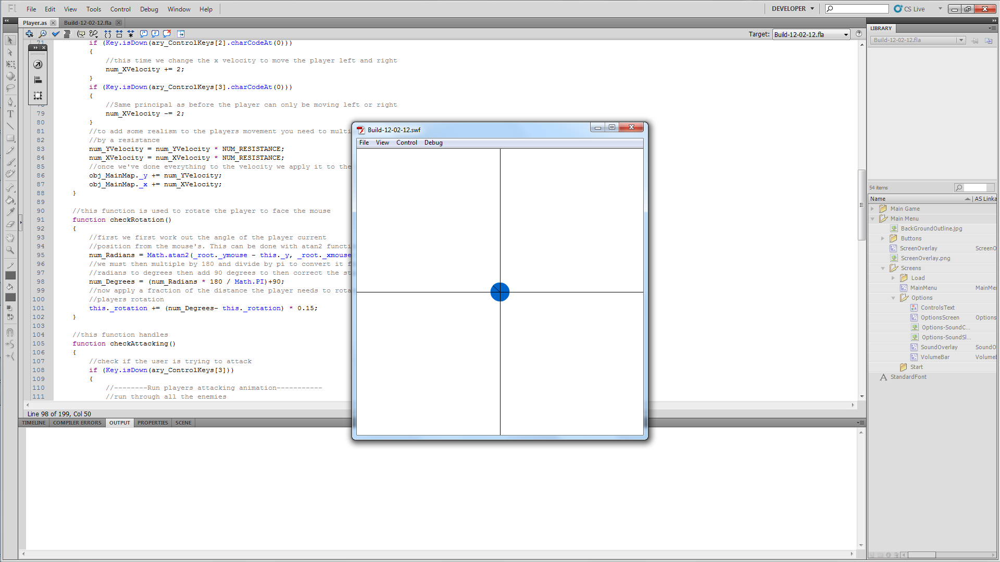 Fl File Edit View Tools Control Debug Window Help DEVELOPER CS Live
Player.as Build-12-02-12.fla
Target: Build-12-02-12.fla
71 if (Key.isDown(ary_ControlKeys[2].charCodeAt(0)))
{
//this time we change the x velocity to move the player left and right
num_XVelocity += 2;
}
if (Key.isDown(ary_ControlKeys[3].charCodeAt(0)))
{
//Same principal as before the player can only be moving left or right
79 num_XVelocity -= 2;
80 }
81 //to add some realism to the players movement you need to multi
82 //by a resistance
83 num_YVelocity = num_YVelocity * NUM_RESISTANCE;
84 num_XVelocity = num_XVelocity * NUM_RESISTANCE;
85 //once we've done everything to the velocity we apply it to the
86 obj_MainMap._y += num_YVelocity;
87 obj_MainMap._x += num_XVelocity;
88 }
89
90 //this function is used to rotate the player to face the mouse
91 function checkRotation()
92 {
93 //first we first work out the angle of the player current
94 //position from the mouse's. This can be done with atan2 functi
95 num_Radians = Math.atan2(_root._ymouse - this._y, _root._xmouse
96 //we must then multiple by 180 and divide by pi to convert it f
97 //radians to degrees then add 90 degrees to then correct the st
98 num_Degrees = (num_Radians * 180 / Math.PI)+90;
99 //now apply a fraction of the distance the player needs to rota
100 //players rotation
101 this._rotation += (num_Degrees- this._rotation) * 0.15;
102 }
103
104 //this function handles
105 function checkAttacking()
106 {
107 //check if the user is trying to attack
108 if (Key.isDown(ary_ControlKeys[3]))
109 {
110 //--------Run players attacking animation-----------
111 //run through all the enemies
Line 98 of 199, Col 50
TIMELINE COMPILER ERRORS OUTPUT PROPERTIES SCENE
Build-12-02-12.swf
File View Control Debug
LIBRARY
Build-12-02-12.fla
54 items
Name AS Linka
Main Game
Main Menu
BackGroundOutline.jpg
Buttons
ScreenOverlay ScreenO
ScreenOverlay.png
Screens
Load
MainMenu MainMe
Options
ControlsText
OptionsScreen Options
Options-SoundC...
Options-SoundSl...
SoundOverlay SoundO
VolumeBar Volume
Start
StandardFont